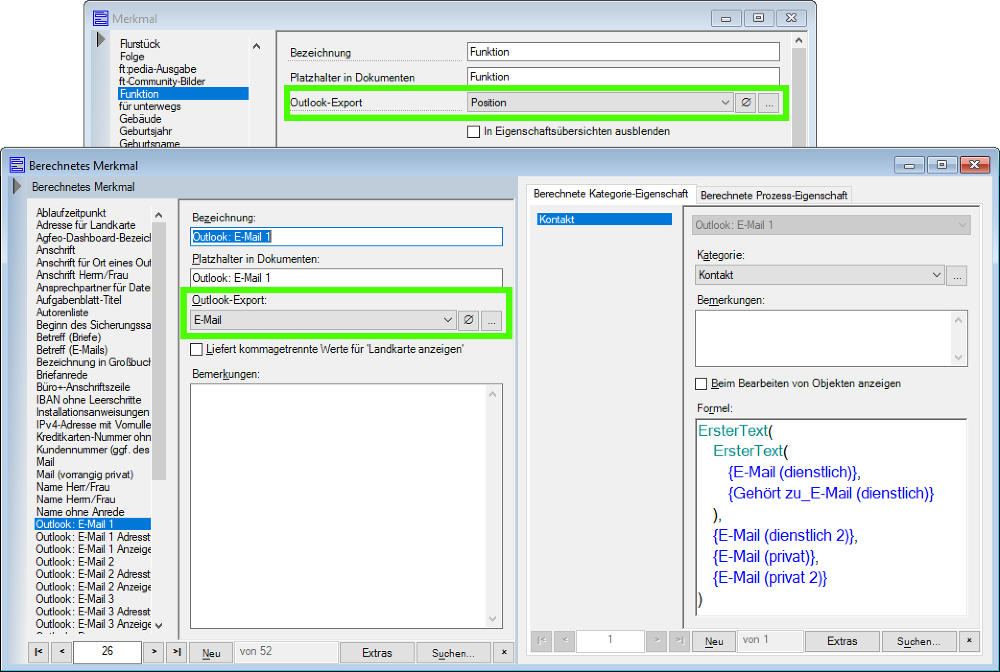 Merkmal
Flurstück
Folge
ft:pedia-Ausgabe
ft-Community-Bilder
Funktion
für unterwegs
Gebäude
Geburtsjahr
Geburtsname
Bezeichnung
Funktion
Platzhalter in Dokumenten
Funktion
Outlook-Export
Position
Ø
...
In Eigenschaftsübersichten ausblenden
Berechnetes Merkmal
Berechnetes Merkmal
Ablaufzeitpunkt
Adresse für Landkarte
Agfeo-Dashboard-Bezeich
Anschrift
Anschrift für Ort eines Out
Anschrift Herrn/Frau
Ansprechpartner für Datei
Aufgabenblatt-Titel
Autorenliste
Beginn des Sicherungssa
Betreff (Briefe)
Betreff (E-Mails)
Bezeichnung in Großbuch
Briefanrede
Büro+-Anschriftszeile
IBAN ohne Leerschritte
Installationsanweisungen
IPv4-Adresse mit Vornulle
Kreditkarten-Nummer ohn
Kundennummer (ggf. des
Mail
Mail (vorrangig privat)
Name Herr/Frau
Name Herrn/Frau
Name ohne Anrede
Outlook: E-Mail 1
Outlook: E-Mail 1 Adresst
Outlook: E-Mail 1 Anzeige
Outlook: E-Mail 2
Outlook: E-Mail 2 Adresst
Outlook: E-Mail 2 Anzeige
Outlook: E-Mail 3
Outlook: E-Mail 3 Adresst
Outlook: E-Mail 3 Anzeige
Bezeichnung:
Outlook: E-Mail 1
Platzhalter in Dokumenten:
Outlook: E-Mail 1
Outlook-Export:
E-Mail
Ø
...
Liefert kommagetrennte Werte für 'Landkarte anzeigen'
Bemerkungen:
|< < 26 > >| Neu von 52 Extras Suchen... *
Berechnete Kategorie-Eigenschaft
Berechnete Prozess-Eigenschaft
Kontakt
Outlook: E-Mail 1
Kategorie:
Kontakt
...
Bemerkungen:
Beim Bearbeiten von Objekten anzeigen
Formel:
ErsterText(
ErsterText(
{E-Mail (dienstlich)},
{Gehört zu_E-Mail (dienstlich)}
),
{E-Mail (dienstlich 2)},
{E-Mail (privat)},
{E-Mail (privat 2)}
)
|< < 1 > >| Neu von 1 Extras Suchen... *